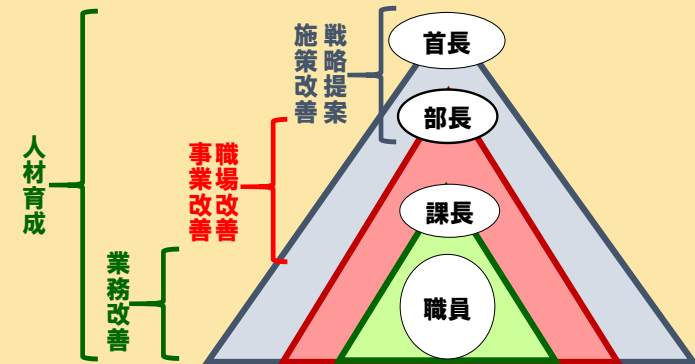 首長
戦略提案
施策改善
部長
職場改善
事業改善
人材育成
課長
業務改善
職員